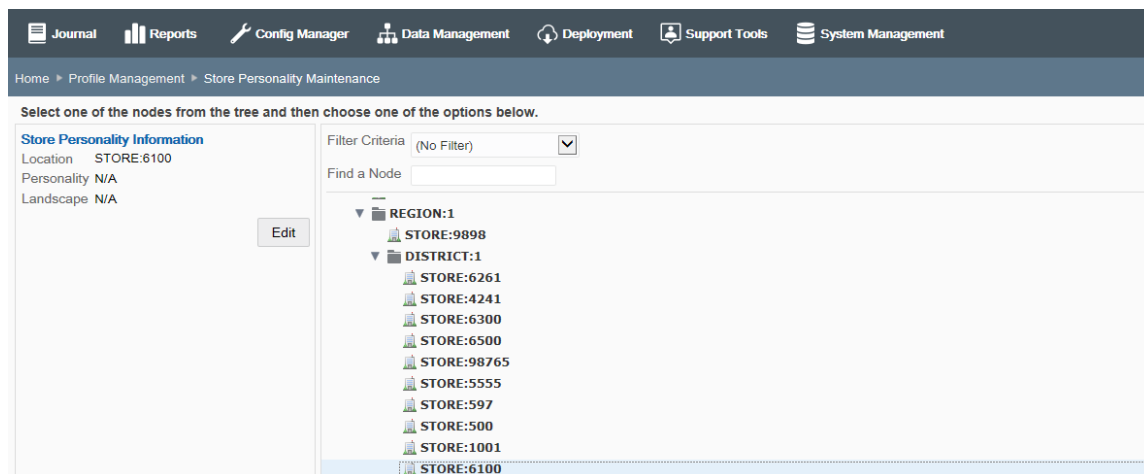 Journal Reports Config Manager Data Management Deployment Support Tools System Management
Home Profile Management Store Personality Maintenance
Select one of the nodes from the tree and then choose one of the options below.
Store Personality Information
Location STORE:6100
Personality N/A
Landscape N/A
Edit
Filter Criteria (No Filter)
Find a Node
REGION:1
STORE:9898
DISTRICT:1
STORE:6261
STORE:4241
STORE:6300
STORE:6500
STORE:98765
STORE:5555
STORE:597
STORE:500
STORE:1001
STORE:6100